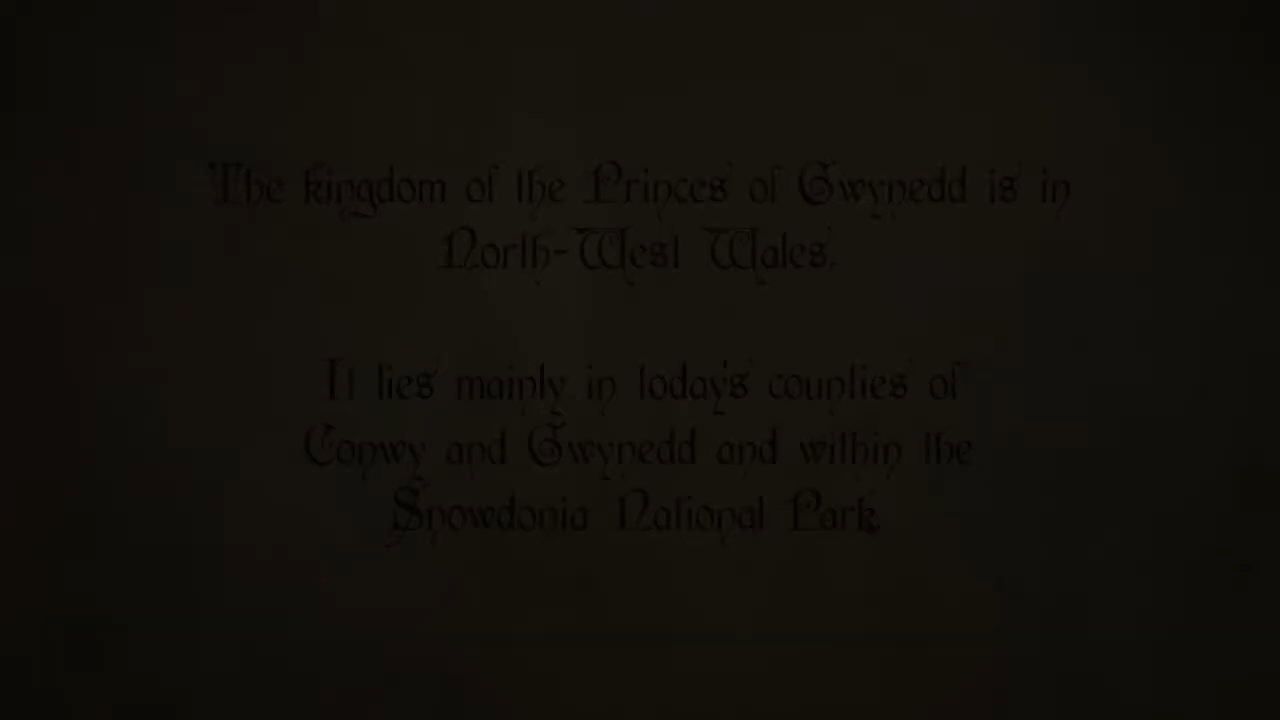 The kingdom of the Princes of Gwynedd is in
North-West Wales.
It lies mainly in today's counties of
Conwy and Gwynedd and within the
Snowdonia National Park